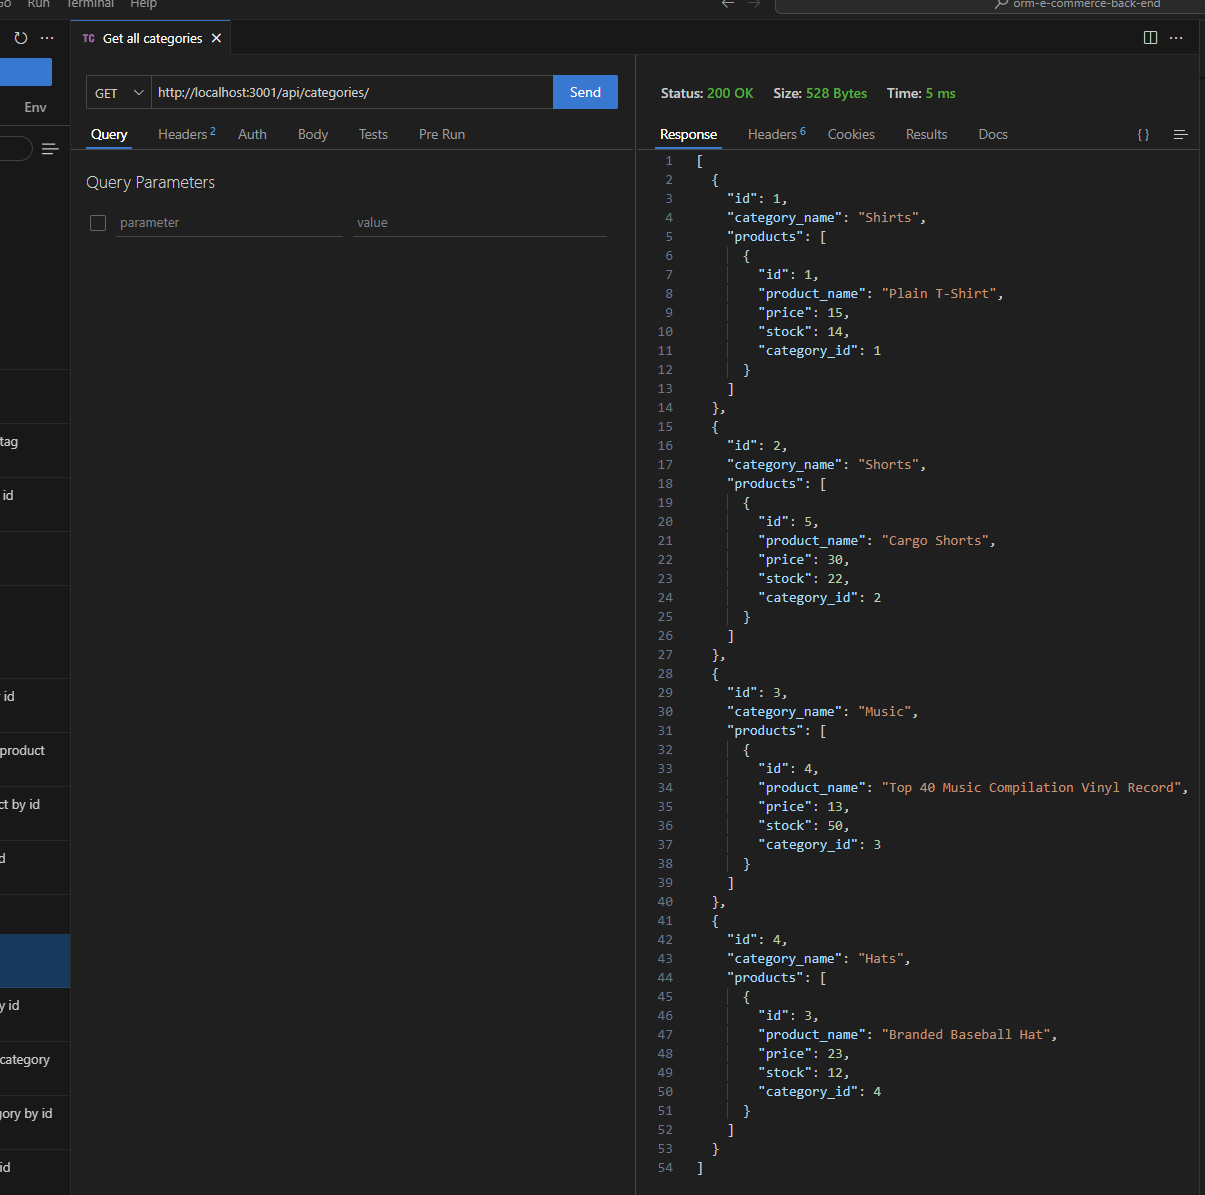 Go Run Terminal Help
orm-e-commerce-back-end
TC Get all categories
Env
GET http://localhost:3001/api/categories/ Send
Query Headers 2 Auth Body Tests Pre Run
Query Parameters
parameter value
tag
id
id
product
ct by id
d
y id
category
gory by id
id
Status: 200 OK Size: 528 Bytes Time: 5 ms
Response Headers 6 Cookies Results Docs { }
1 [
2 {
3 "id": 1,
4 "category_name": "Shirts",
5 "products": [
6 {
7 "id": 1,
8 "product_name": "Plain T-Shirt",
9 "price": 15,
10 "stock": 14,
11 "category_id": 1
12 }
13 ]
14 },
15 {
16 "id": 2,
17 "category_name": "Shorts",
18 "products": [
19 {
20 "id": 5,
21 "product_name": "Cargo Shorts",
22 "price": 30,
23 "stock": 22,
24 "category_id": 2
25 }
26 ]
27 },
28 {
29 "id": 3,
30 "category_name": "Music",
31 "products": [
32 {
33 "id": 4,
34 "product_name": "Top 40 Music Compilation Vinyl Record",
35 "price": 13,
36 "stock": 50,
37 "category_id": 3
38 }
39 ]
40 },
41 {
42 "id": 4,
43 "category_name": "Hats",
44 "products": [
45 {
46 "id": 3,
47 "product_name": "Branded Baseball Hat",
48 "price": 23,
49 "stock": 12,
50 "category_id": 4
51 }
52 ]
53 }
54 ]